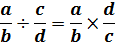 a/b ÷ c/d = a/b × d/c